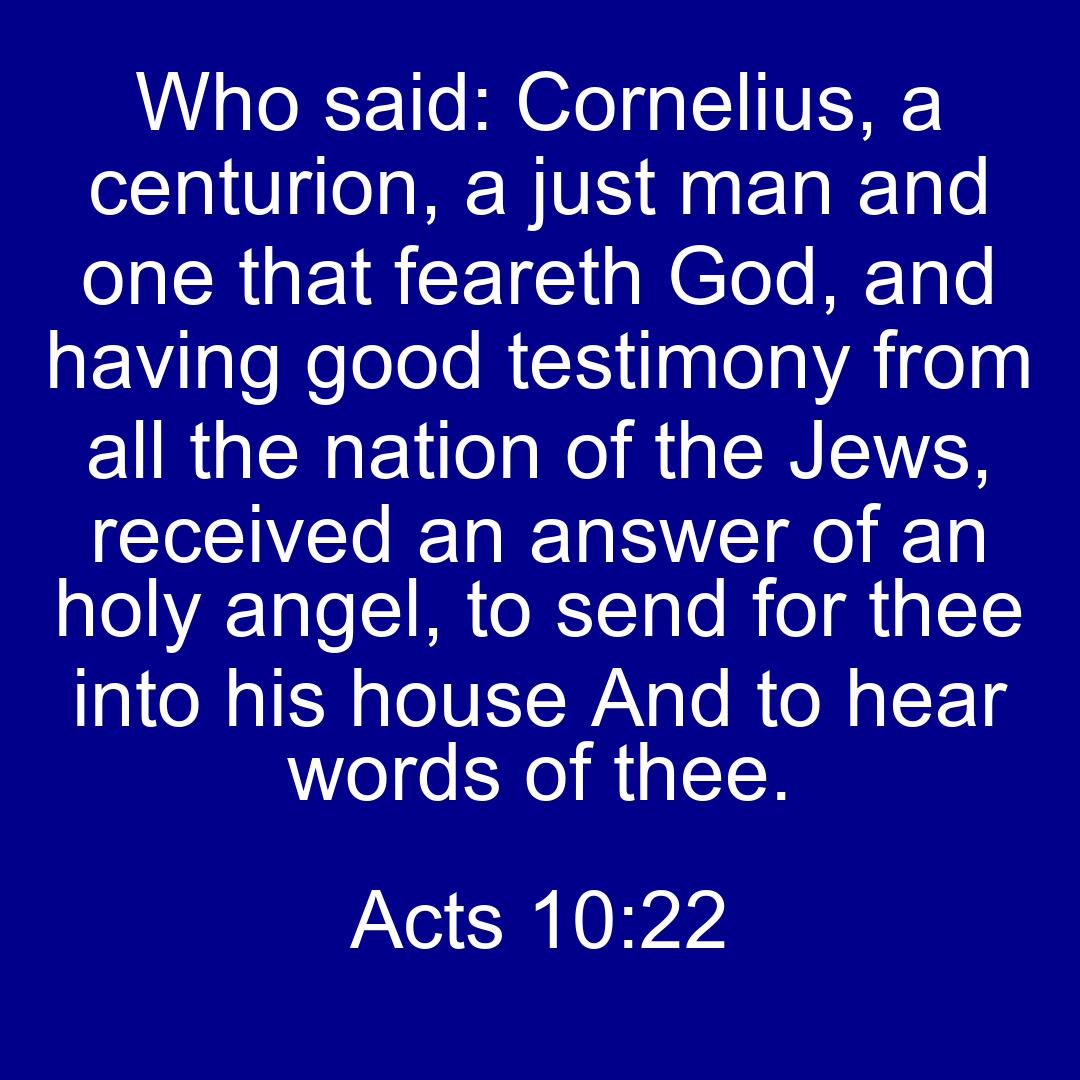 Who said: Cornelius, a
centurion, a just man and
one that feareth God, and
having good testimony from
all the nation of the Jews,
received an answer of an
holy angel, to send for thee
into his house And to hear
words of thee.
Acts 10:22